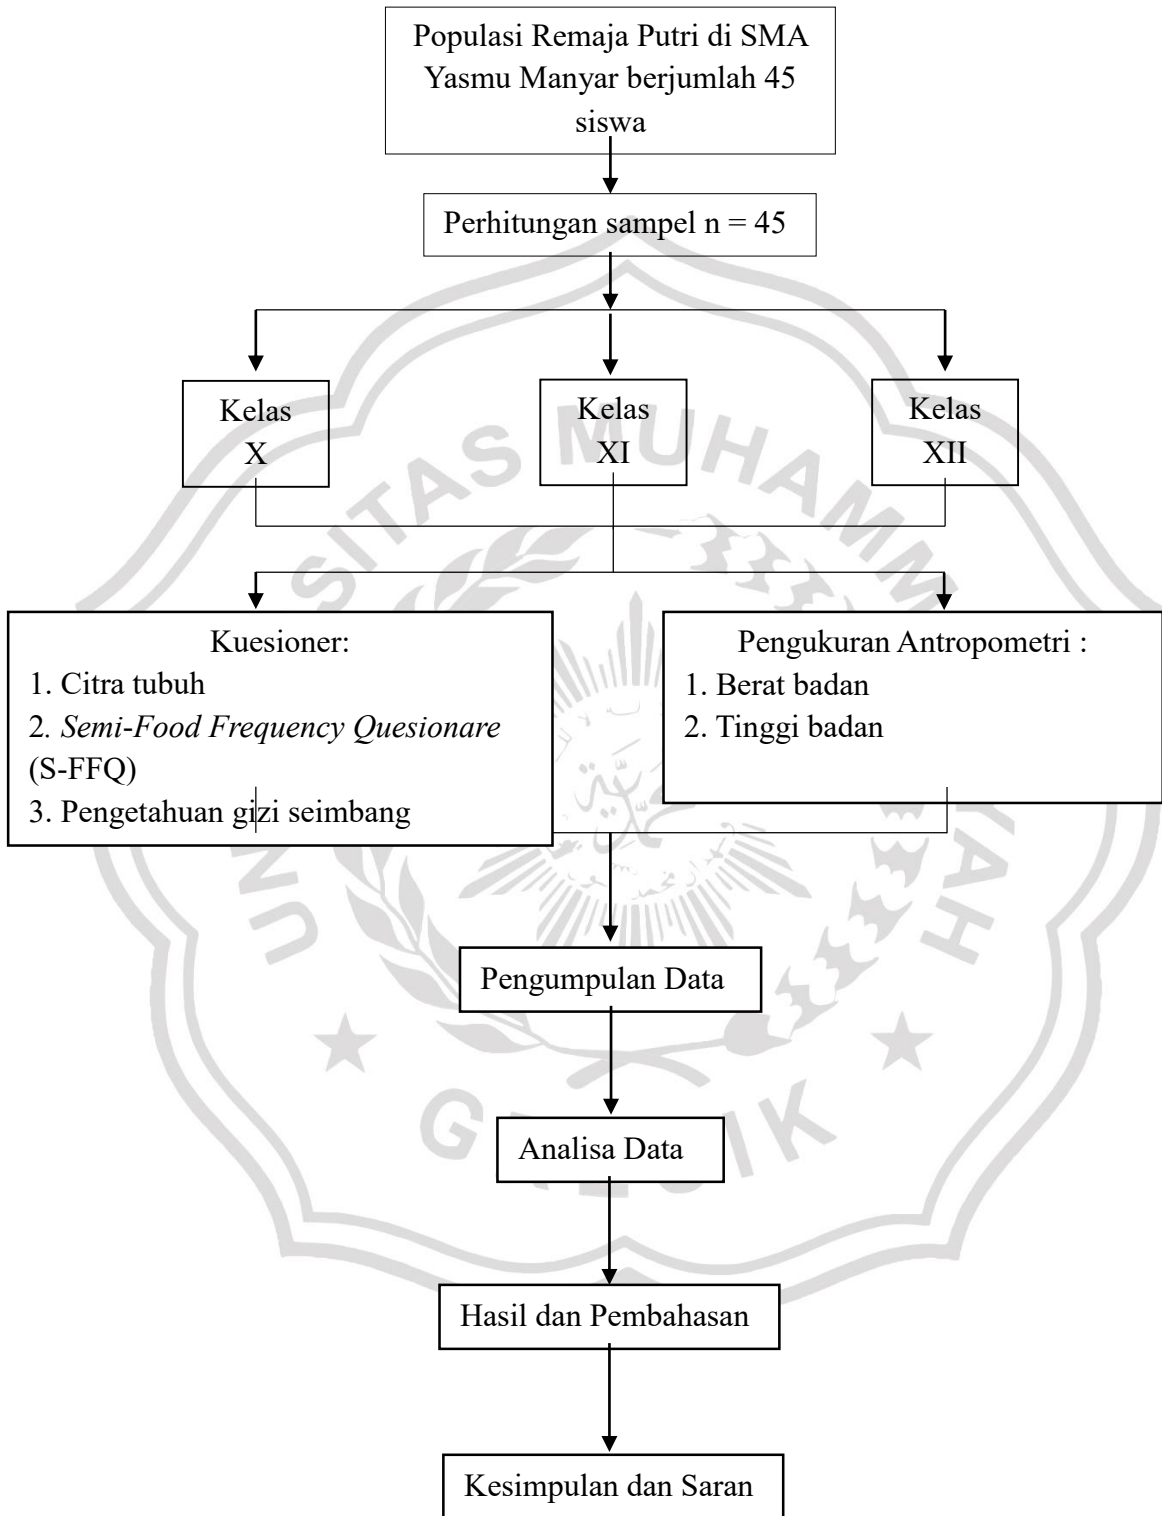 Populasi Remaja Putri di SMA
Yasmu Manyar berjumlah 45
siswa
Perhitungan sampel n = 45
Kelas
X
Kelas
XI
Kelas
XII
Kuesioner:
1. Citra tubuh
2. Semi-Food Frequency Quesionare
(S-FFQ)
3. Pengetahuan gizi seimbang
Pengukuran Antropometri :
1. Berat badan
2. Tinggi badan
Pengumpulan Data
Analisa Data
Hasil dan Pembahasan
Kesimpulan dan Saran